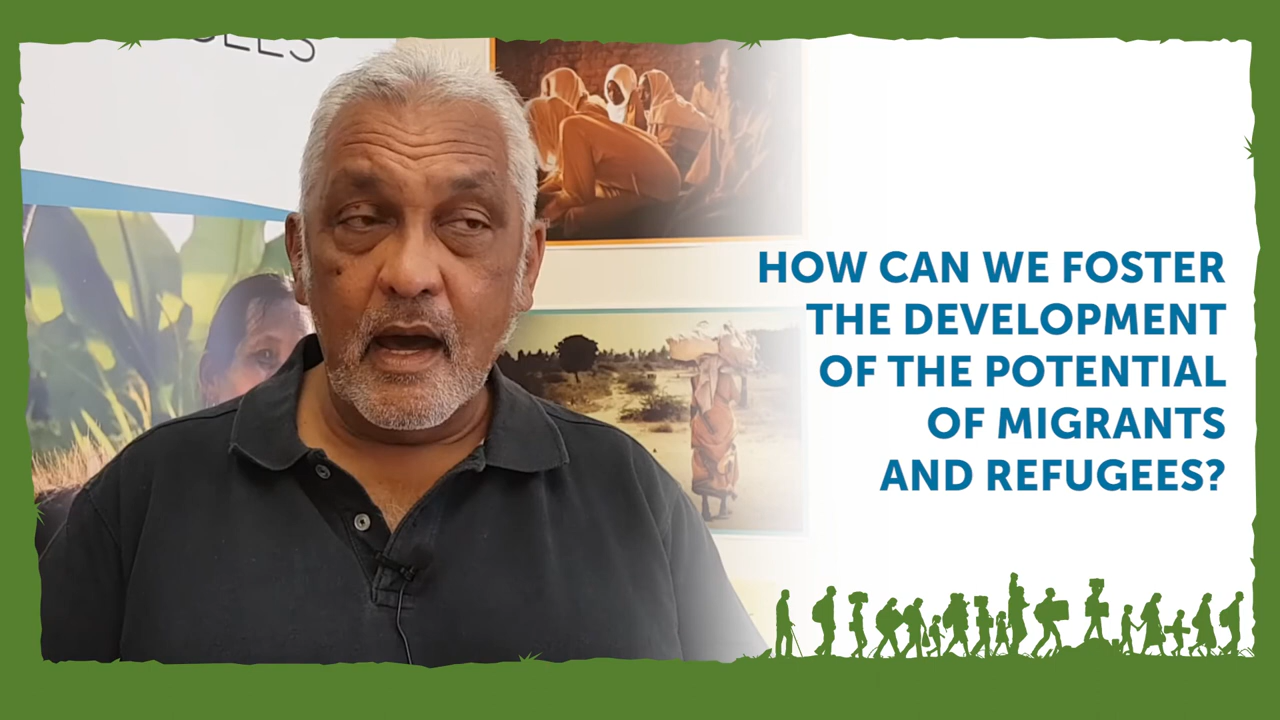 HOW CAN WE FOSTER
THE DEVELOPMENT
OF THE POTENTIAL
OF MIGRANTS
AND REFUGEES?